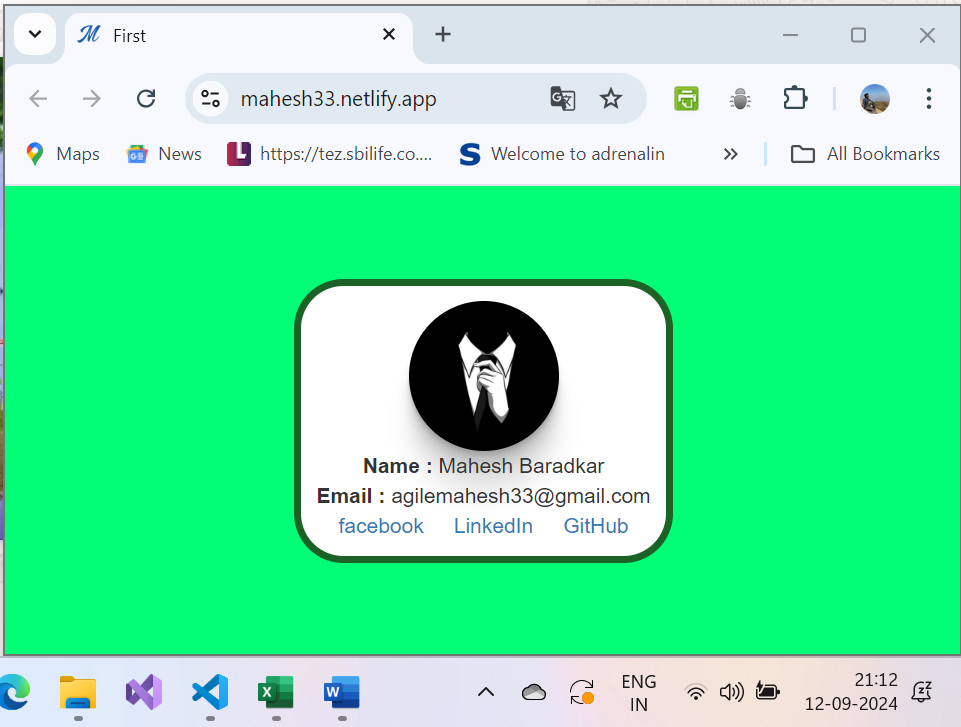 First
mahesh33.netlify.app
Maps News https://tez.sbilife.co.... Welcome to adrenalin All Bookmarks
Name : Mahesh Baradkar
Email : agilemahesh33@gmail.com
facebook LinkedIn GitHub
ENG
IN
21:12
12-09-2024